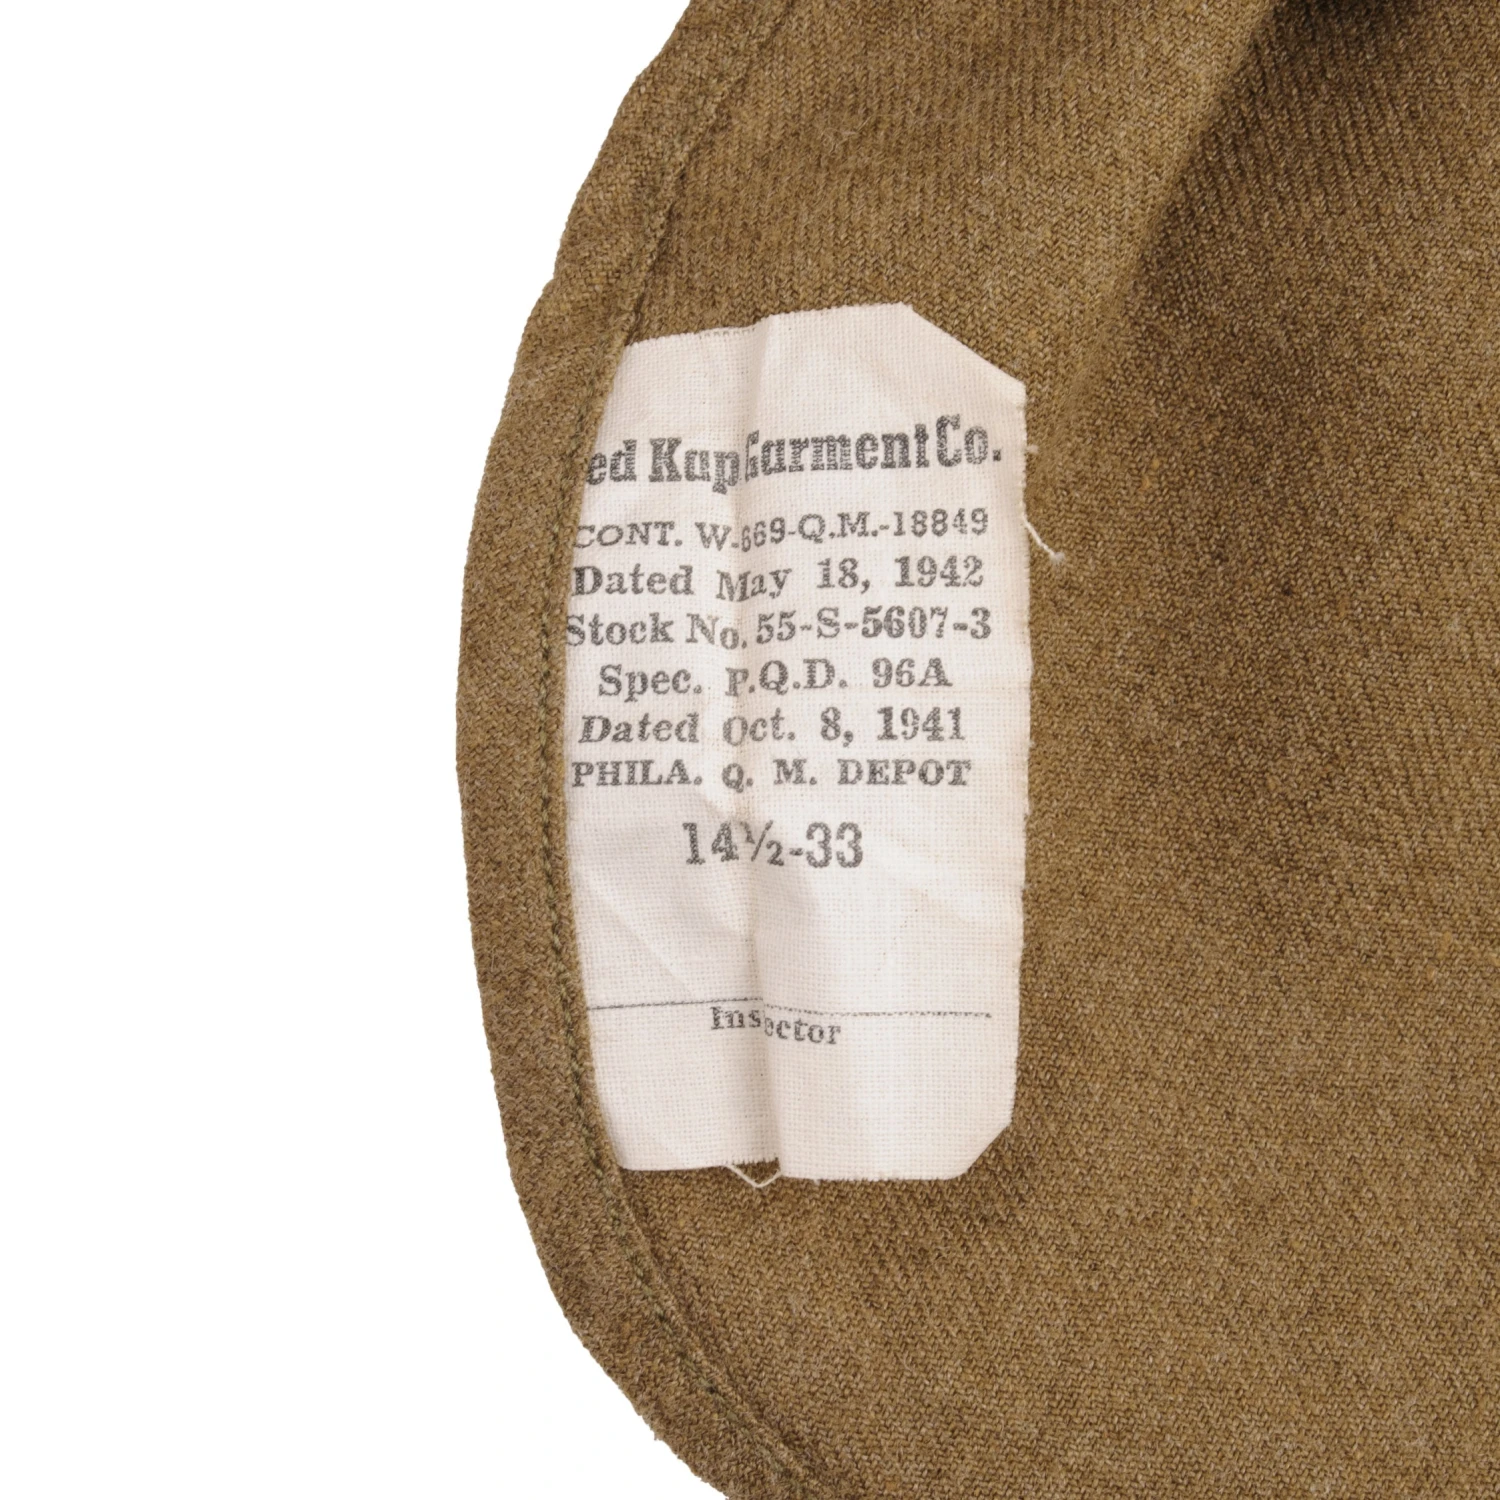 ed Kap Garment Co.
CONT. W-669-Q.M.-18849
Dated May 18, 1942
Stock No. 55-S-5607-3
Spec. P.Q.D. 96A
Dated Oct. 8, 1941
PHILA. Q. M. DEPOT
14½-33
Inspector